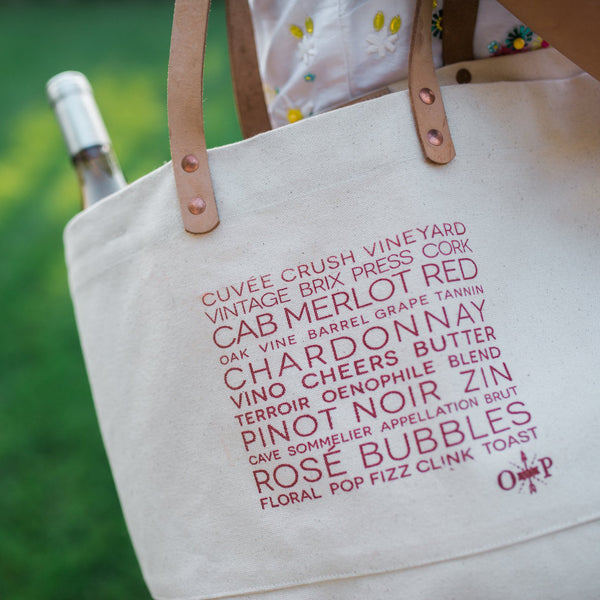 CUVÉE CRUSH VINEYARD
VINTAGE BRIX PRESS CORK
CAB MERLOT RED
OAK VINE BARREL GRAPE TANNIN
CHARDONNAY
VINO CHEERS BUTTER
TERROIR OENOPHILE BLEND
PINOT NOIR ZIN
CAVE SOMMELIER APPELLATION BRUT
ROSÉ BUBBLES
FLORAL POP FIZZ CLINK TOAST
O P